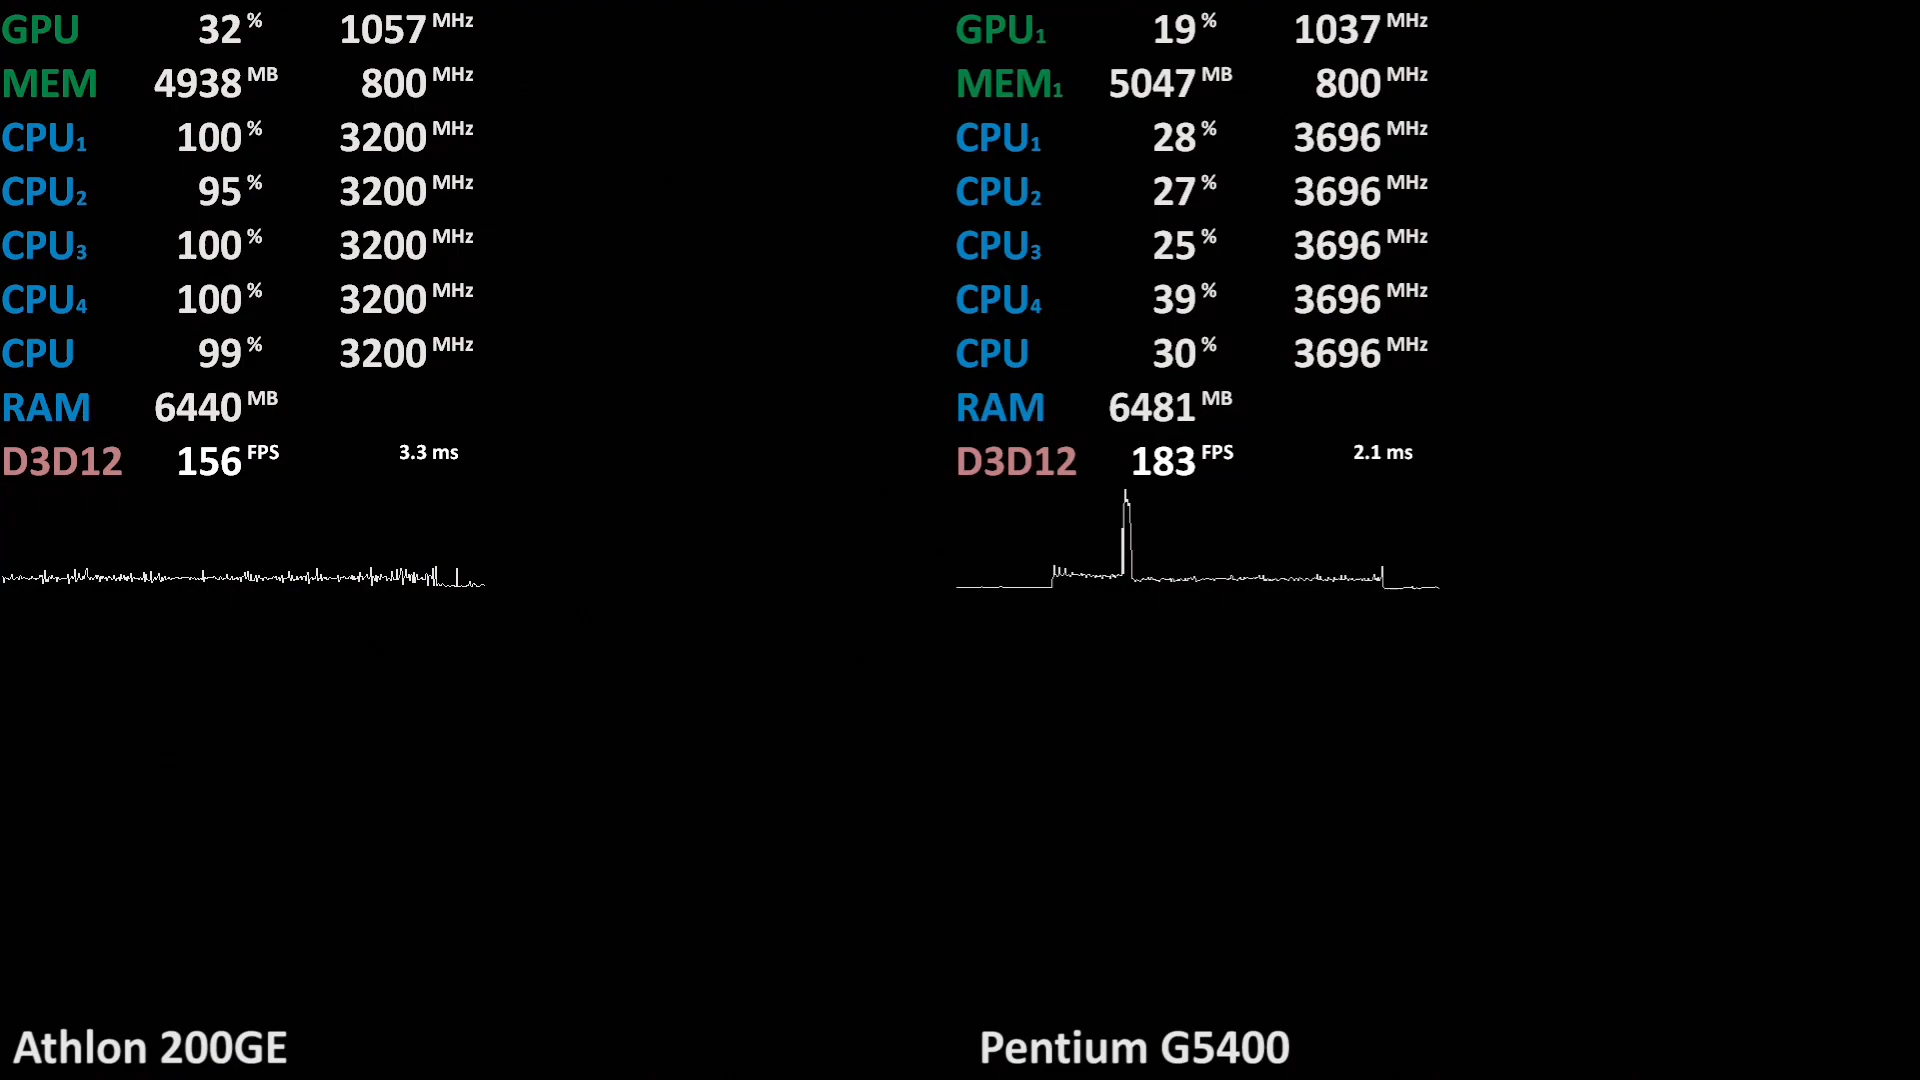 GPU 32 % 1057 MHz
MEM 4938 MB 800 MHz
CPU1 100 % 3200 MHz
CPU2 95 % 3200 MHz
CPU3 100 % 3200 MHz
CPU4 100 % 3200 MHz
CPU 99 % 3200 MHz
RAM 6440 MB
D3D12 156 FPS 3.3 ms
Athlon 200GE
GPU1 19 % 1037 MHz
MEM1 5047 MB 800 MHz
CPU1 28 % 3696 MHz
CPU2 27 % 3696 MHz
CPU3 25 % 3696 MHz
CPU4 39 % 3696 MHz
CPU 30 % 3696 MHz
RAM 6481 MB
D3D12 183 FPS 2.1 ms
Pentium G5400